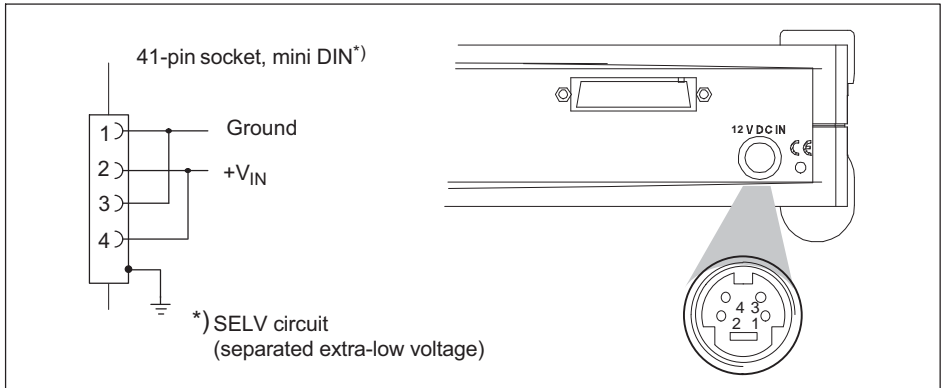 41-pin socket, mini DIN*)
1 Ground
2 +VIN
3
4
*) SELV circuit
(separated extra-low voltage)
12 V DC IN
CE
4 3
2 1